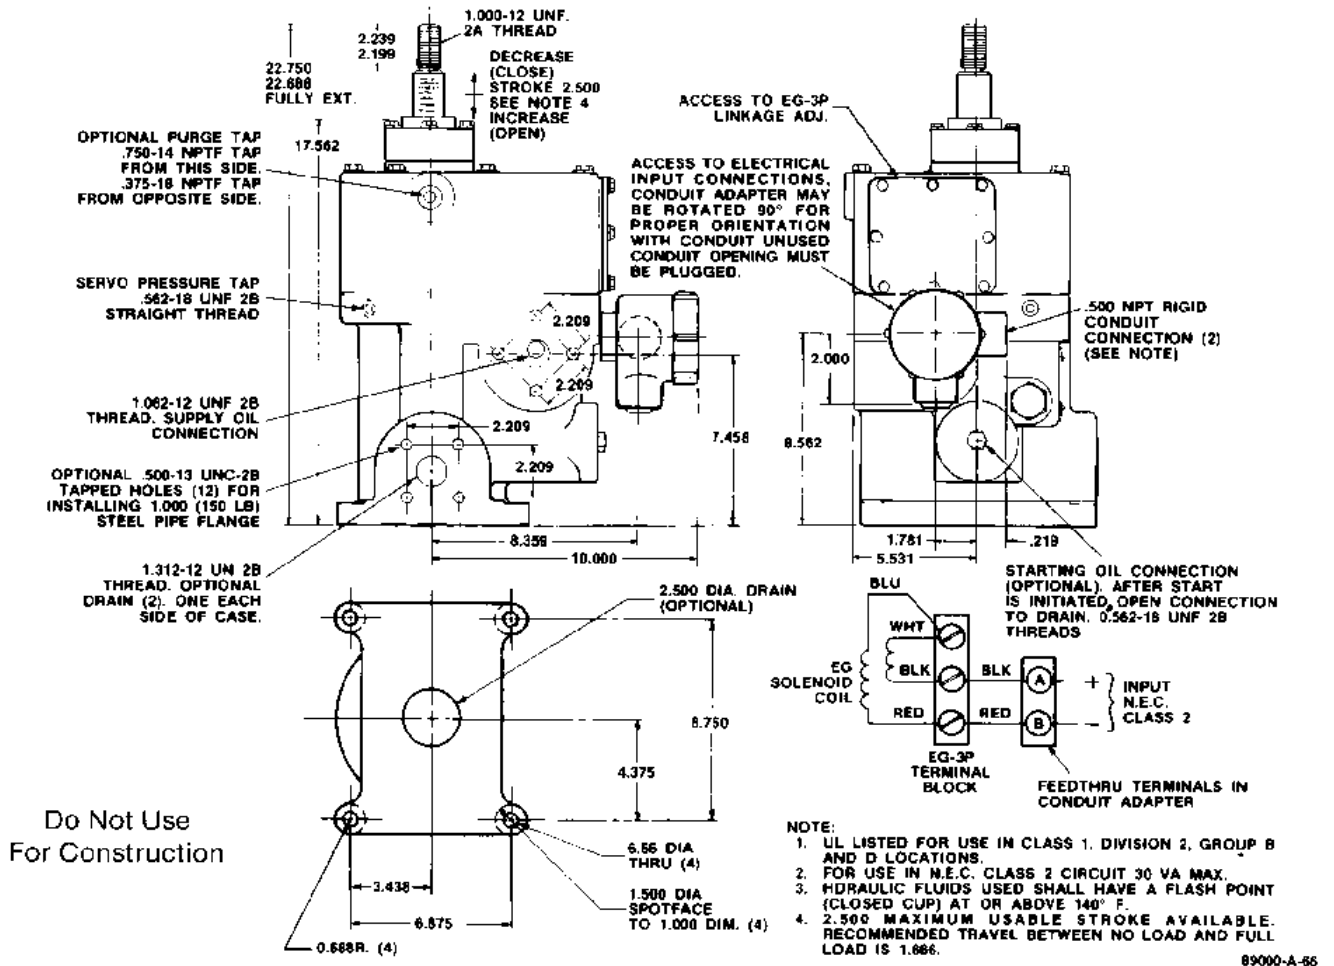 1.000-12 UNF.
2A THREAD
2.239
2.199
22.750
22.686
FULLY EXT.
DECREASE
(CLOSE)
STROKE 2.500
SEE NOTE 4
INCREASE
(OPEN)
17.562
OPTIONAL PURGE TAP
.750-14 NPTF TAP
FROM THIS SIDE.
.375-18 NPTF TAP
FROM OPPOSITE SIDE.
SERVO PRESSURE TAP
.562-18 UNF 2B
STRAIGHT THREAD
1.062-12 UNF 2B
THREAD. SUPPLY OIL
CONNECTION
OPTIONAL .500-13 UNC-2B
TAPPED HOLES (12) FOR
INSTALLING 1.000 (150 LB)
STEEL PIPE FLANGE
1.312-12 UN 2B
THREAD. OPTIONAL
DRAIN (2). ONE EACH
SIDE OF CASE.
2.209
2.209
2.209
2.209
7.458
8.359
10.000
ACCESS TO EG-3P
LINKAGE ADJ.
ACCESS TO ELECTRICAL
INPUT CONNECTIONS,
CONDUIT ADAPTER MAY
BE ROTATED 90° FOR
PROPER ORIENTATION
WITH CONDUIT UNUSED
CONDUIT OPENING MUST
BE PLUGGED.
.500 NPT RIGID
CONDUIT
CONNECTION (2)
(SEE NOTE)
2.000
8.562
1.781
.219
5.531
STARTING OIL CONNECTION
(OPTIONAL). AFTER START
IS INITIATED, OPEN CONNECTION
TO DRAIN. 0.562-18 UNF 2B
THREADS
2.500 DIA. DRAIN
(OPTIONAL)
8.750
4.375
6.56 DIA
THRU (4)
1.500 DIA
SPOTFACE
TO 1.000 DIM. (4)
3.438
6.875
0.688R. (4)
BLU
WHT
BLK
BLK
RED
RED
EG
SOLENOID
COIL
EG-3P
TERMINAL
BLOCK
A
B
+
−
INPUT
N.E.C.
CLASS 2
FEEDTHRU TERMINALS IN
CONDUIT ADAPTER
Do Not Use
For Construction
NOTE:
1. UL LISTED FOR USE IN CLASS 1, DIVISION 2, GROUP B
AND D LOCATIONS.
2. FOR USE IN N.E.C. CLASS 2 CIRCUIT 30 VA MAX.
3. HDRAULIC FLUIDS USED SHALL HAVE A FLASH POINT
(CLOSED CUP) AT OR ABOVE 140° F.
4. 2.500 MAXIMUM USABLE STROKE AVAILABLE.
RECOMMENDED TRAVEL BETWEEN NO LOAD AND FULL
LOAD IS 1.666.
89000-A-66